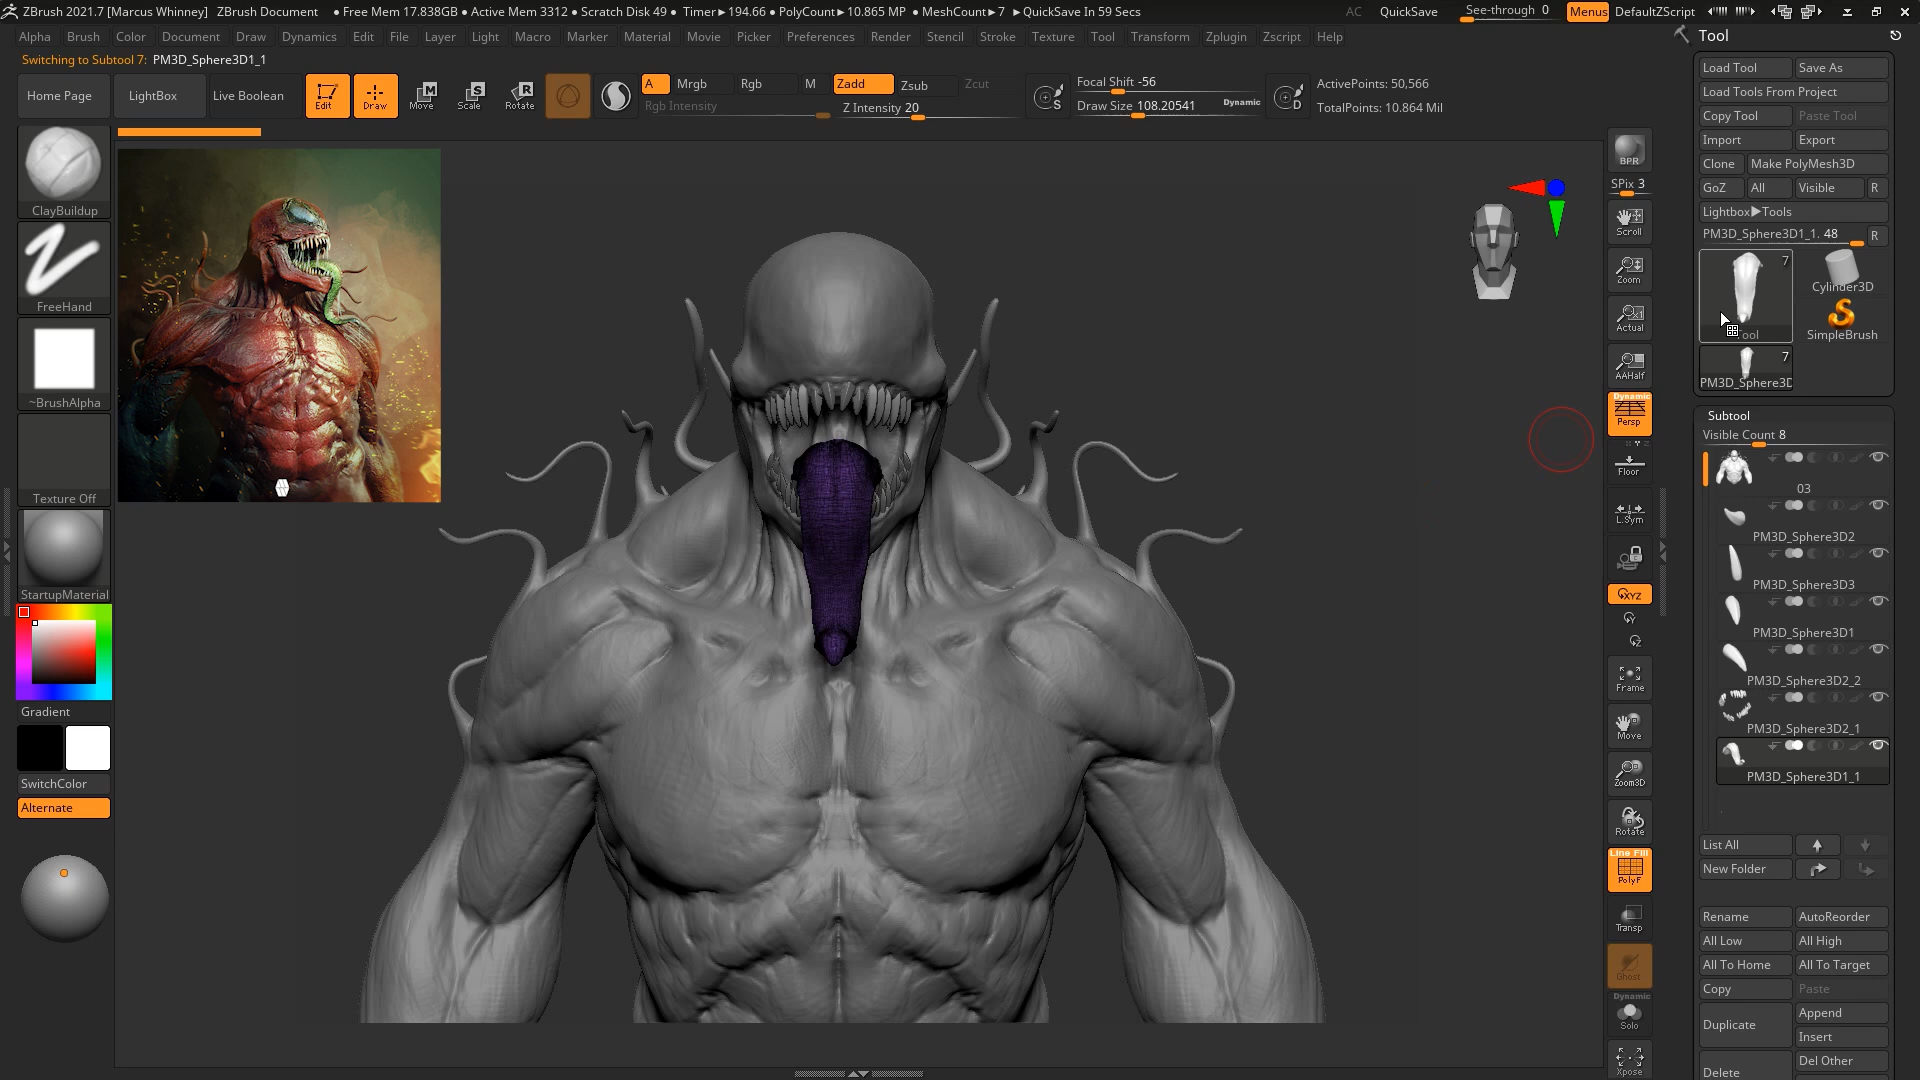 ZBrush 2021.7 [Marcus Whinney] ZBrush Document ● Free Mem 17.838GB ● Active Mem 3312 ● Scratch Disk 49 ● Timer►194.66 ● PolyCount►10.865 MP ● MeshCount►7 ►QuickSave In 59 Secs AC QuickSave See-through 0 Menus DefaultZScript
Alpha Brush Color Document Draw Dynamics Edit File Layer Light Macro Marker Material Movie Picker Preferences Render Stencil Stroke Texture Tool Transform Zplugin Zscript Help
Switching to Subtool 7: PM3D_Sphere3D1_1
Home Page LightBox Live Boolean Edit Draw Move Scale Rotate
A Mrgb Rgb M Zadd Zsub Zcut
Rgb Intensity Z Intensity 20
Focal Shift -56
Draw Size 108.20541 Dynamic
ActivePoints: 50,566
TotalPoints: 10.864 Mil
ClayBuildup
FreeHand
~BrushAlpha
Texture Off
StartupMaterial
Gradient
SwitchColor
Alternate
BPR
SPix 3
Scroll
Zoom
Actual
AAHalf
Dynamic
Persp
Floor
L.Sym
XYZ
Y
Z
Frame
Move
Zoom3D
Rotate
Line Fill
PolyF
Transp
Ghost
Dynamic
Solo
Xpose
Tool
Load Tool Save As
Load Tools From Project
Copy Tool Paste Tool
Import Export
Clone Make PolyMesh3D
GoZ All Visible R
Lightbox►Tools
PM3D_Sphere3D1_1. 48 R
7
Cylinder3D
SimpleBrush
7
PM3D_Sphere3D
Subtool
Visible Count 8
03
PM3D_Sphere3D2
PM3D_Sphere3D3
PM3D_Sphere3D1
PM3D_Sphere3D2_2
PM3D_Sphere3D2_1
PM3D_Sphere3D1_1
List All
New Folder
Rename AutoReorder
All Low All High
All To Home All To Target
Copy Paste
Duplicate Append
Insert
Delete Del Other